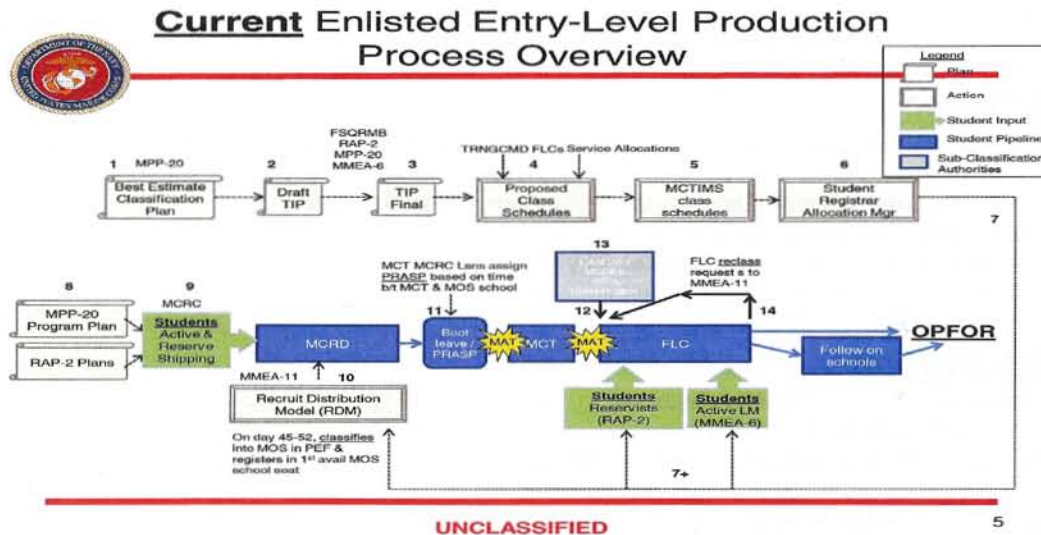 Current Enlisted Entry-Level Production
Process Overview
Legend
Plan
Action
Student Input
Student Pipeline
Sub-Classification
Authorities
1 MPP-20
Best Estimate
Classification
Plan
2
Draft
TIP
FSQRMB
RAP-2
MPP-20
MMEA-6
3
TIP
Final
TRNGCMD FLCs Service Allocations
4
Proposed
Class
Schedules
5
MCTIMS
class
schedules
6
Student
Registrar
Allocation Mgr
7
8
MPP-20
Program Plan
RAP-2 Plans
9
MCRC
Students
Active &
Reserve
Shipping
MCRD
MMEA-11 10
Recruit Distribution
Model (RDM)
On day 45-52, classifies
into MOS in PEF &
registers in 1st avail MOS
school seat
MCT MCRC Lsns assign
PRASP based on time
b/t MCT & MOS school
11
Boot
leave /
PRASP
MAT
MCT
MAT
13
12
FLC reclass
request s to
MMEA-11
14
FLC
Follow on
schools
OPFOR
Students
Reservists
(RAP-2)
Students
Active LM
(MMEA-6)
7+
UNCLASSIFIED
5